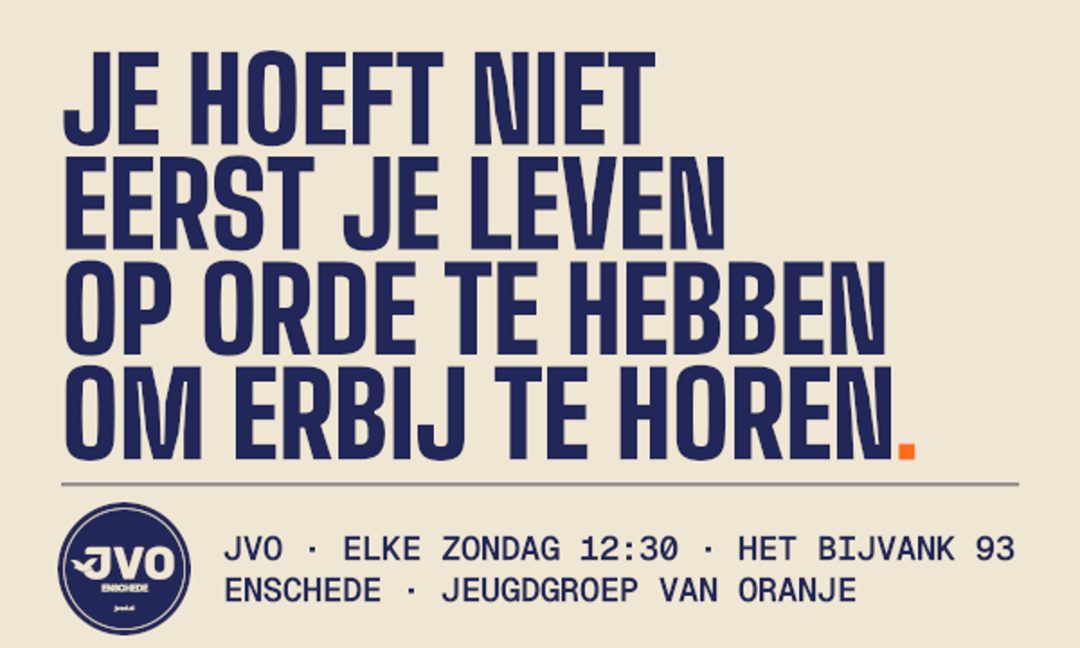 JE HOEFT NIET
EERST JE LEVEN
OP ORDE TE HEBBEN
OM ERBIJ TE HOREN.
JVO
ENSCHEDE
JVO · ELKE ZONDAG 12:30 · HET BIJVANK 93
ENSCHEDE · JEUGDGROEP VAN ORANJE